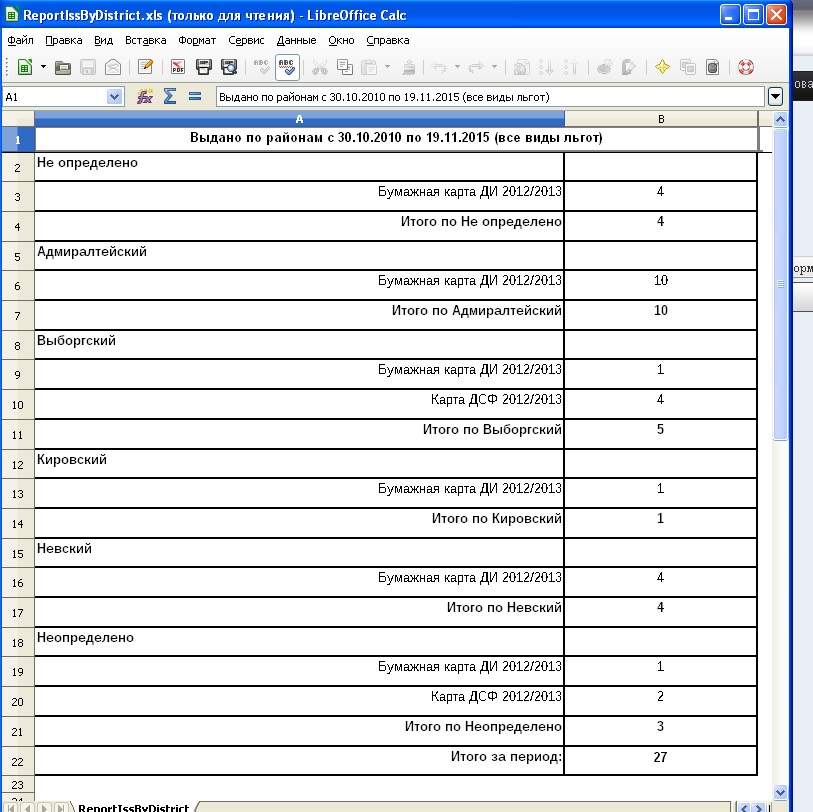 ReportIssByDistrict.xls (только для чтения) - LibreOffice Calc
Файл Правка Вид Вставка Формат Сервис Данные Окно Справка
A1 Выдано по районам с 30.10.2010 по 19.11.2015 (все виды льгот)
A B
1 Выдано по районам с 30.10.2010 по 19.11.2015 (все виды льгот)
2 Не определено
3 Бумажная карта ДИ 2012/2013 4
4 Итого по Не определено 4
5 Адмиралтейский
6 Бумажная карта ДИ 2012/2013 10
7 Итого по Адмиралтейский 10
8 Выборгский
9 Бумажная карта ДИ 2012/2013 1
10 Карта ДСФ 2012/2013 4
11 Итого по Выборгский 5
12 Кировский
13 Бумажная карта ДИ 2012/2013 1
14 Итого по Кировский 1
15 Невский
16 Бумажная карта ДИ 2012/2013 4
17 Итого по Невский 4
18 Неопределено
19 Бумажная карта ДИ 2012/2013 1
20 Карта ДСФ 2012/2013 2
21 Итого по Неопределено 3
22 Итого за период: 27
23
ReportIssByDistrict